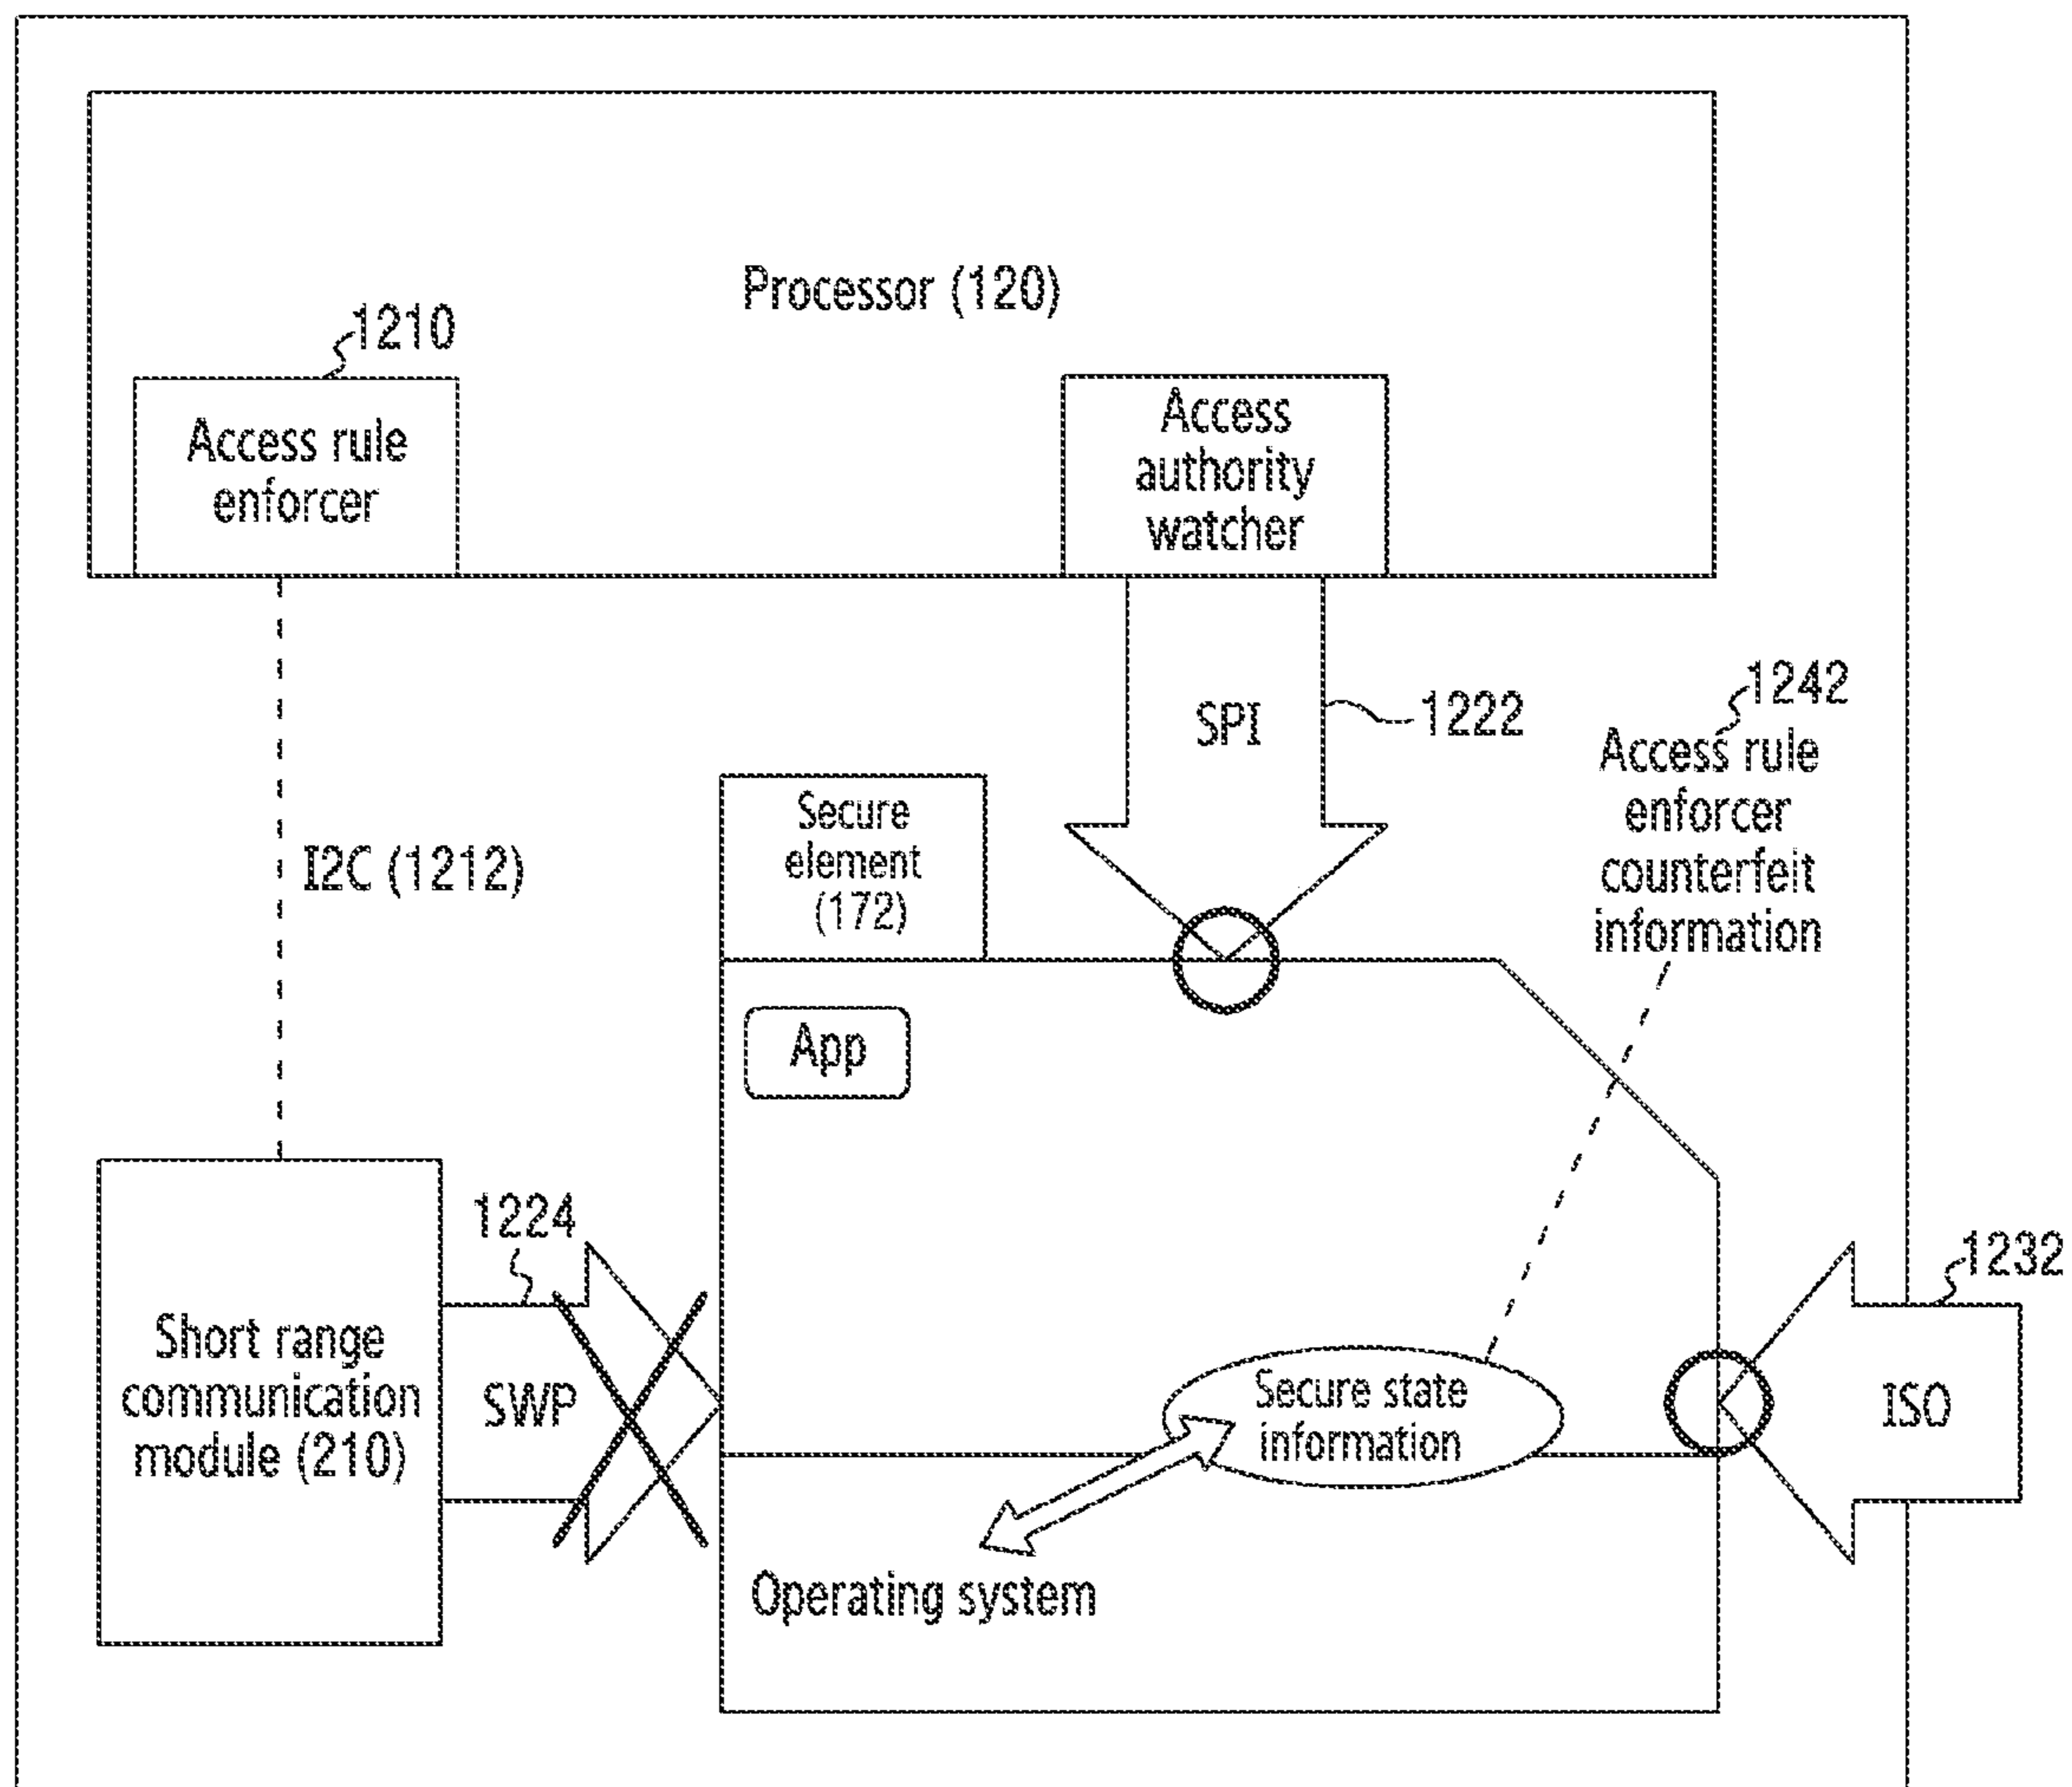 Processor (120)
1210
Access rule
enforcer
Access
authority
watcher
SPI
1222
1242
Access rule
enforcer
counterfeit
information
I2C (1212)
Secure
element
(172)
App
Short range
communication
module (210)
1224
SWP
Secure state
information
Operating system
1232
ISO